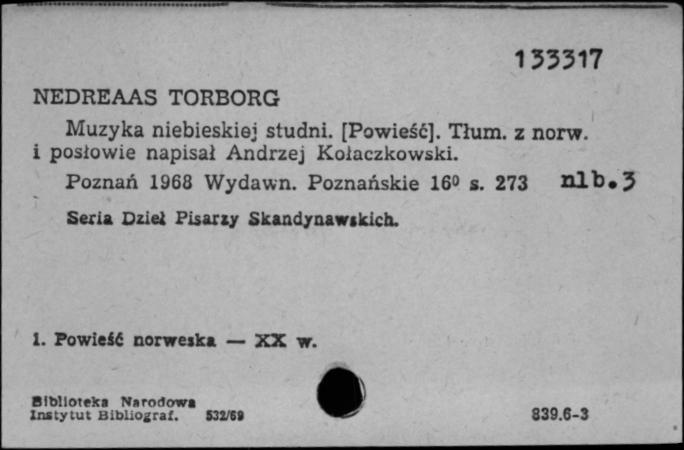 133317
NEDREAAS TORBORG
Muzyka niebieskiej studni. [Powieść]. Tłum. z norw.
i posłowie napisał Andrzej Kołaczkowski.
Poznań 1968 Wydawn. Poznańskie 16⁰ s. 273 nlb.3
Seria Dzieł Pisarzy Skandynawskich.
1. Powieść norweska — XX w.
Biblioteka Narodowa
Instytut Bibliograf. 532/69
839.6-3